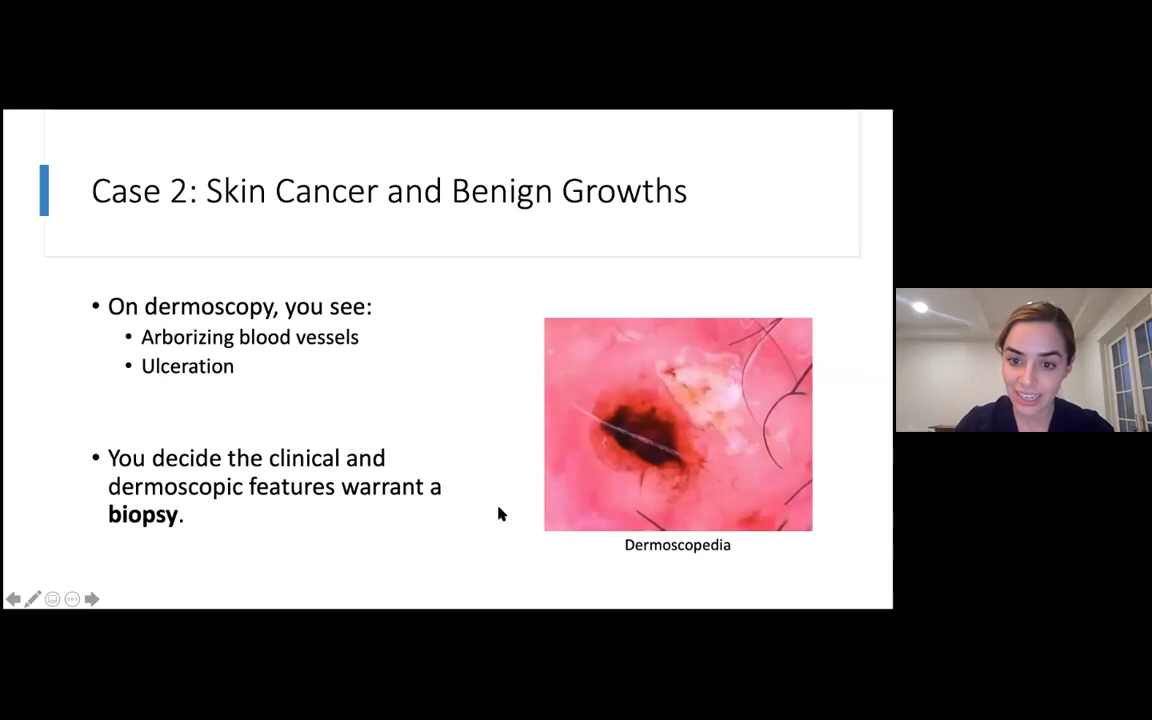 Case 2: Skin Cancer and Benign Growths
• On dermoscopy, you see:
• Arborizing blood vessels
• Ulceration
• You decide the clinical and
dermoscopic features warrant a
biopsy.
Dermoscopedia